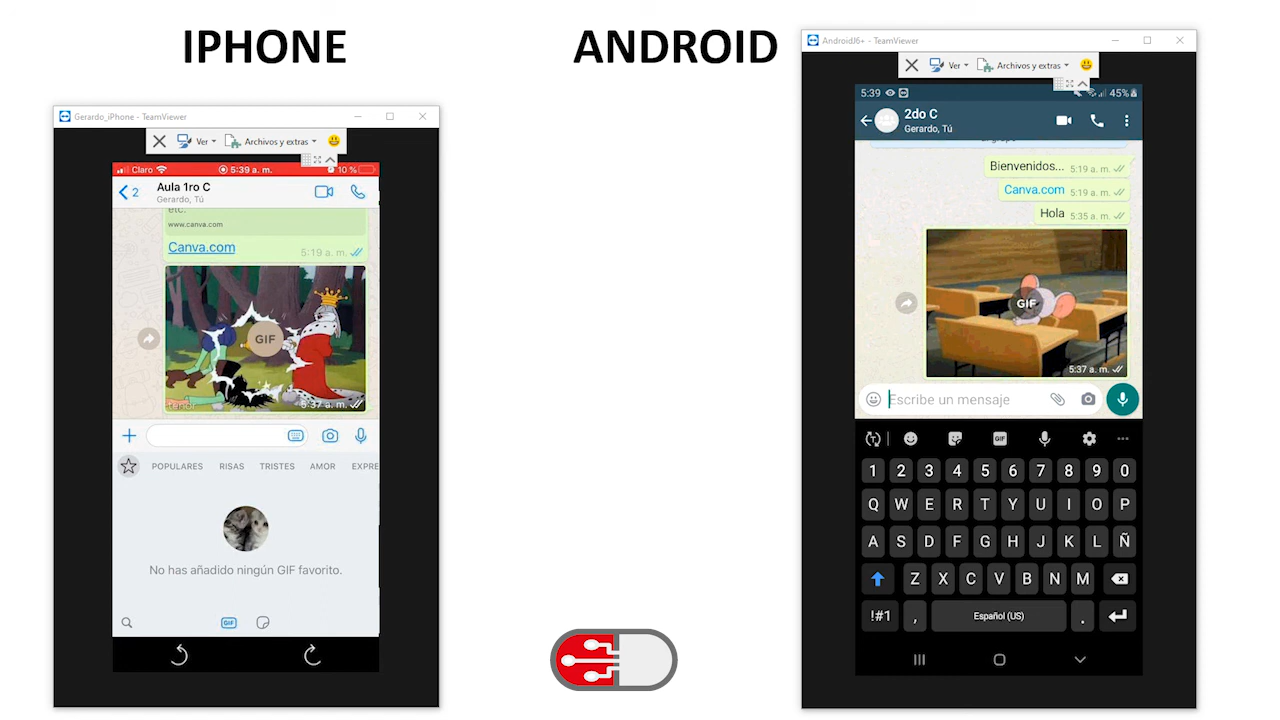 IPHONE
ANDROID
Gerardo_iPhone - TeamViewer
Ver
Archivos y extras
Claro
5:39 a. m.
10 %
2
Aula 1ro C
Gerardo, Tú
etc.
www.canva.com
Canva.com
5:19 a. m.
GIF
tenor
5:37 a. m.
POPULARES
RISAS
TRISTES
AMOR
EXPRE
No has añadido ningún GIF favorito.
GIF
AndroidJ6+ - TeamViewer
Ver
Archivos y extras
5:39
45%
2do C
Gerardo, Tú
Bienvenidos... 5:19 a. m.
Canva.com 5:19 a. m.
Hola 5:35 a. m.
GIF
5:37 a. m.
Escribe un mensaje
GIF
1 2 3 4 5 6 7 8 9 0
Q W E R T Y U I O P
A S D F G H J K L Ñ
Z X C V B N M
!#1 , Español (US) .